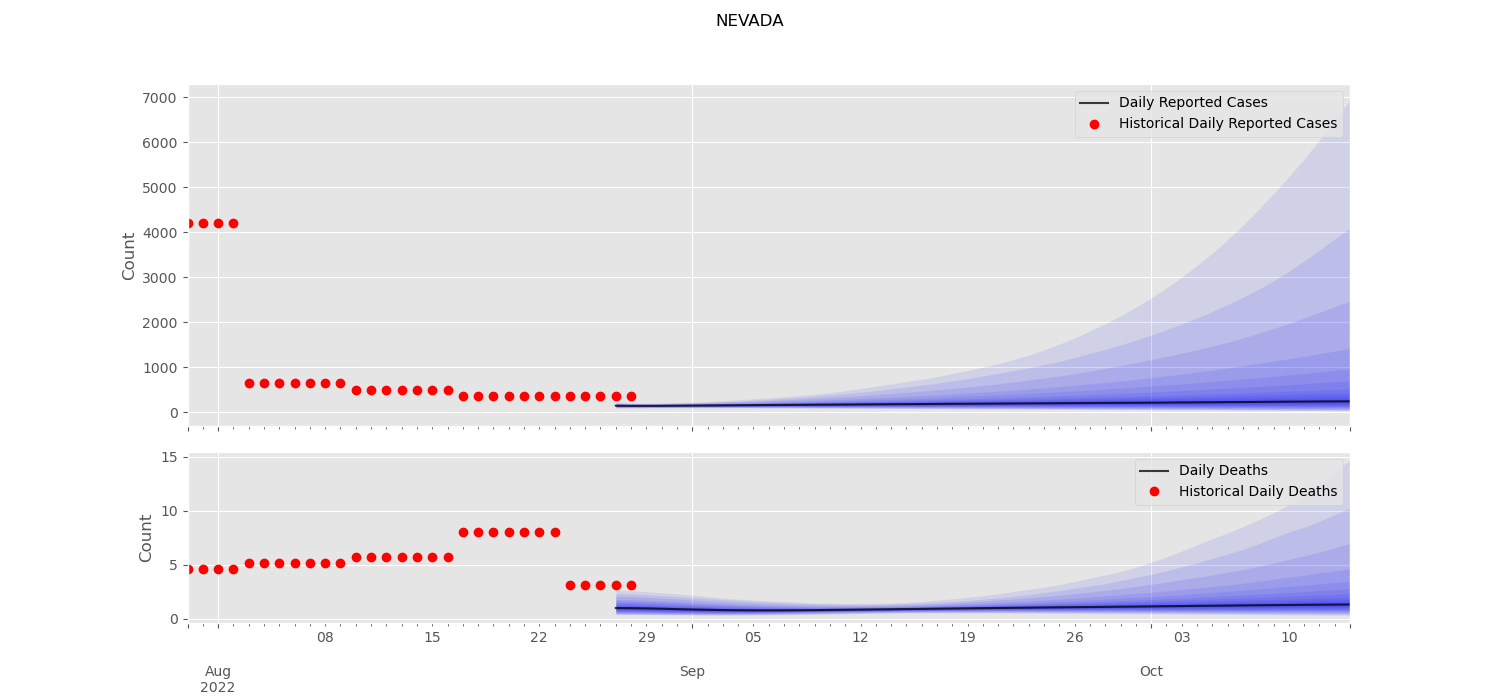 NEVADA
7000
6000
5000
4000
3000
2000
1000
0
Count
Daily Reported Cases
Historical Daily Reported Cases
15
10
5
0
Count
Daily Deaths
Historical Daily Deaths
08 15 22 29 05 12 19 26 03 10
Aug Sep Oct
2022